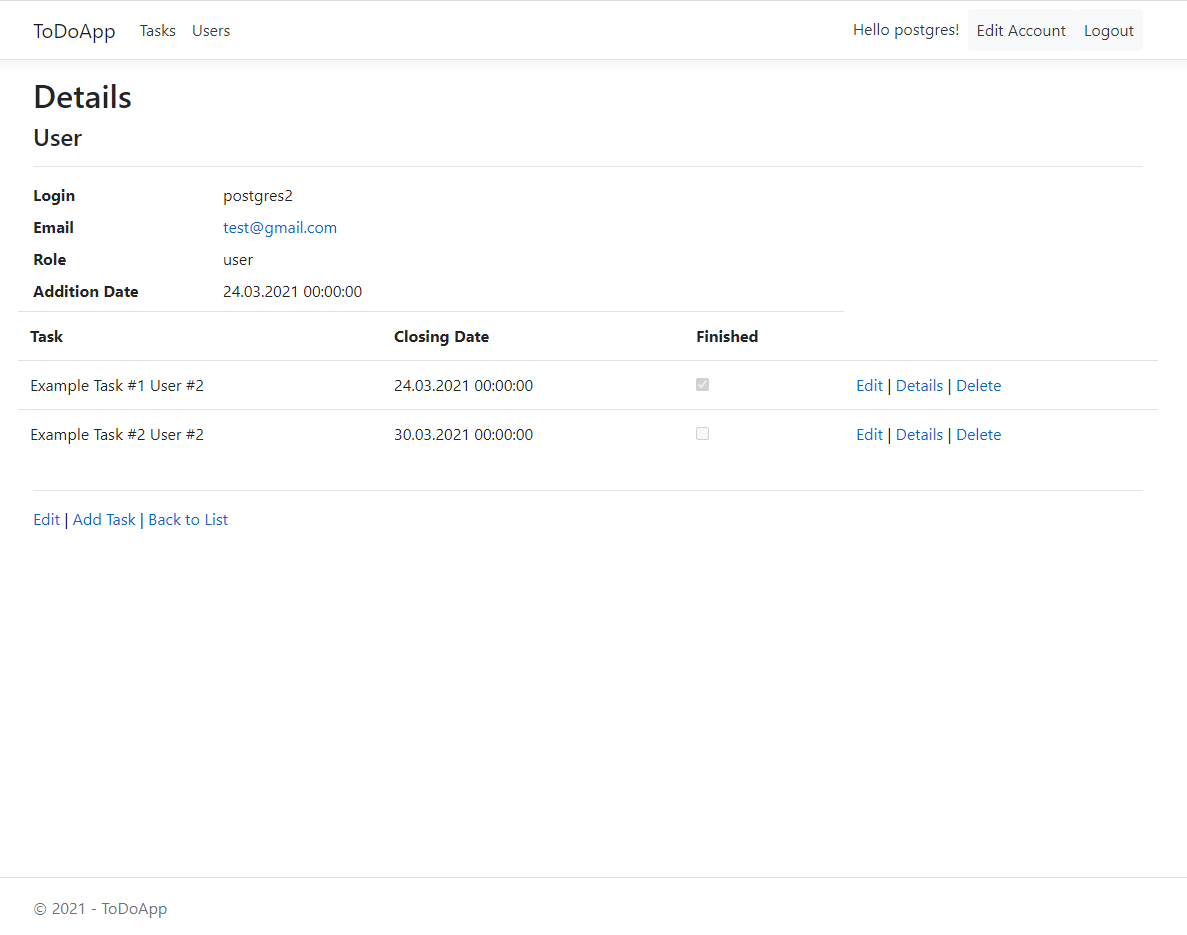 ToDoApp Tasks Users Hello postgres! Edit Account Logout
Details
User
Login postgres2
Email test@gmail.com
Role user
Addition Date 24.03.2021 00:00:00
Task Closing Date Finished
Example Task #1 User #2 24.03.2021 00:00:00 Edit | Details | Delete
Example Task #2 User #2 30.03.2021 00:00:00 Edit | Details | Delete
Edit | Add Task | Back to List
© 2021 - ToDoApp